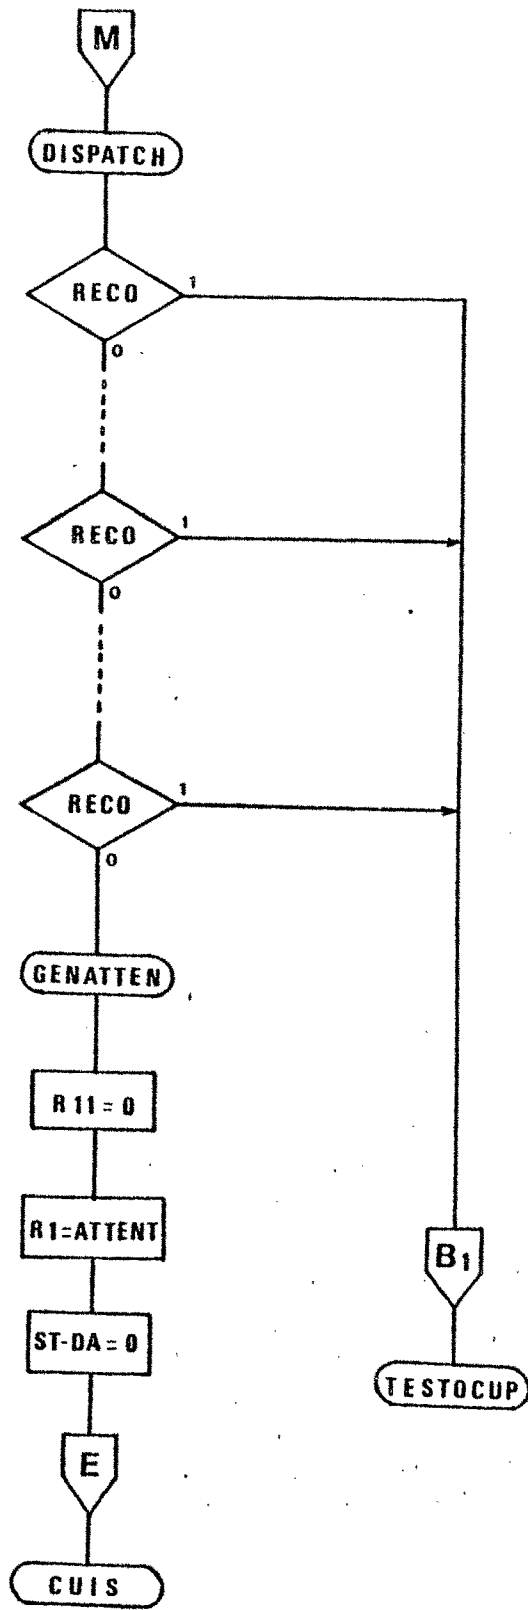 M
DISPATCH
RECO
1
0
RECO
1
0
RECO
1
0
GENATTEN
R11=0
R1=ATTENT
B1
ST-DA=0
TESTOCUP
E
CUIS